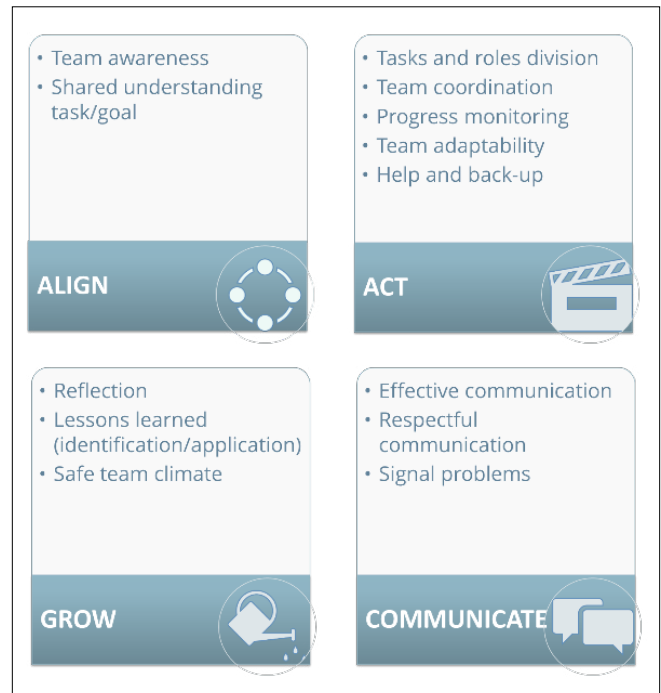 • Team awareness
• Shared understanding
task/goal
ALIGN
• Tasks and roles division
• Team coordination
• Progress monitoring
• Team adaptability
• Help and back-up
ACT
• Reflection
• Lessons learned
(identification/application)
• Safe team climate
GROW
• Effective communication
• Respectful
communication
• Signal problems
COMMUNICATE